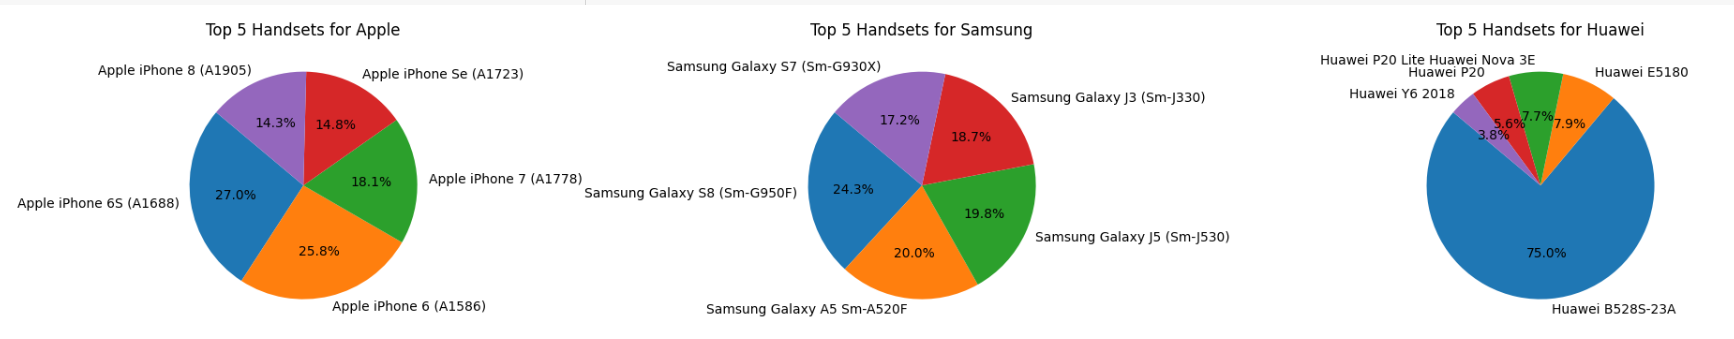 Top 5 Handsets for Apple
Apple iPhone 8 (A1905)
Apple iPhone Se (A1723)
14.3%
14.8%
Apple iPhone 7 (A1778)
18.1%
27.0%
Apple iPhone 6S (A1688)
25.8%
Apple iPhone 6 (A1586)
Top 5 Handsets for Samsung
Samsung Galaxy S7 (Sm-G930X)
Samsung Galaxy J3 (Sm-J330)
17.2%
18.7%
24.3%
Samsung Galaxy S8 (Sm-G950F)
19.8%
Samsung Galaxy J5 (Sm-J530)
20.0%
Samsung Galaxy A5 Sm-A520F
Top 5 Handsets for Huawei
Huawei P20 Lite Huawei Nova 3E
Huawei P20
Huawei E5180
Huawei Y6 2018
7.7%
5.6%
7.9%
3.8%
75.0%
Huawei B528S-23A